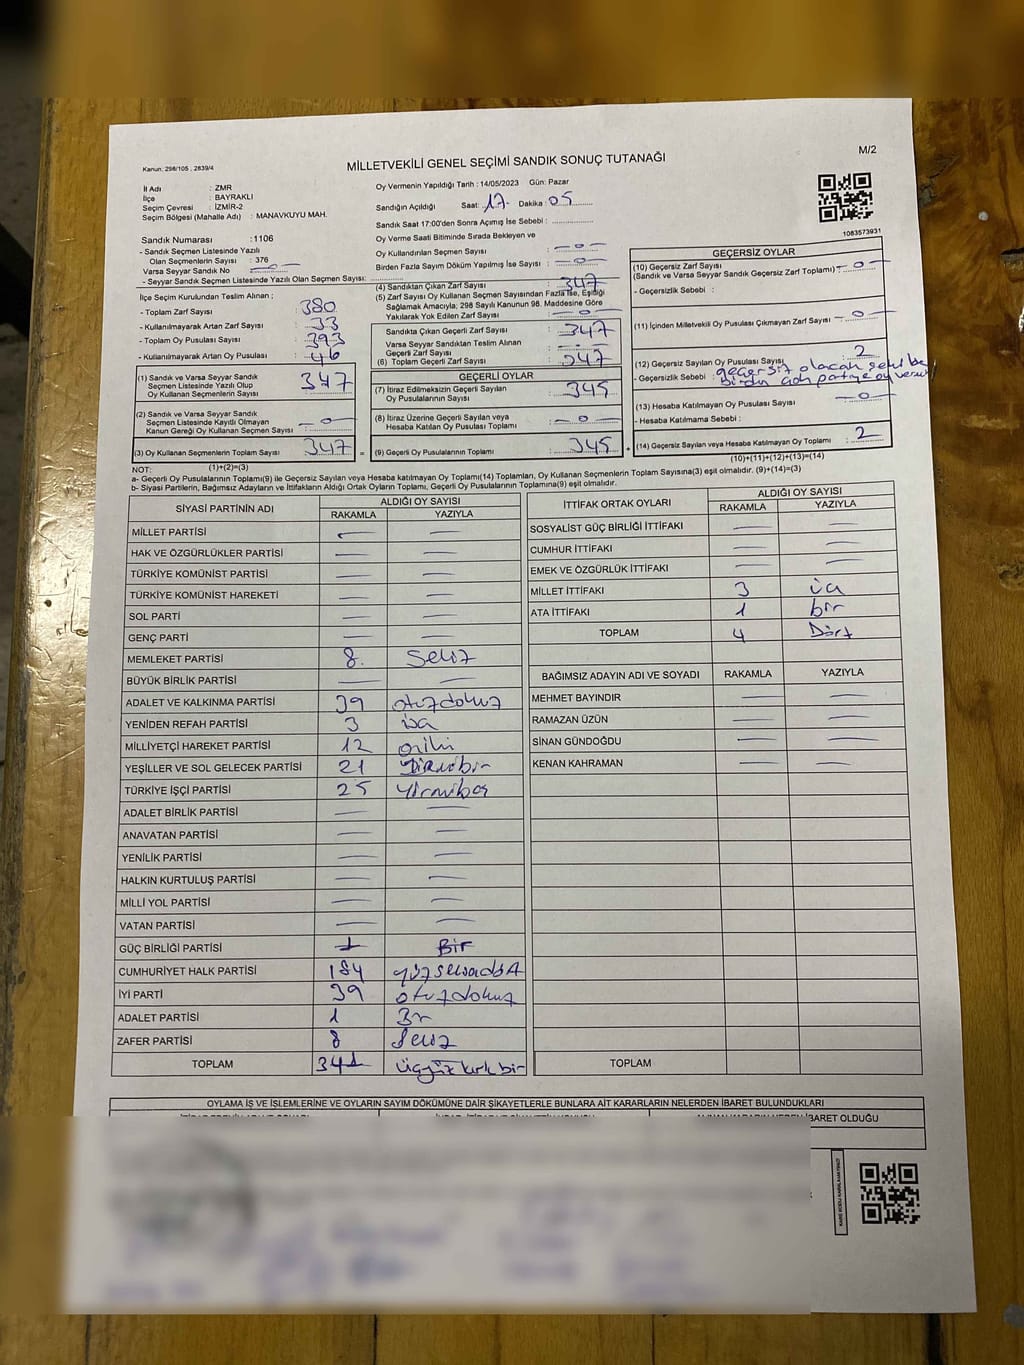 Kanun: 298/105 , 2839/4
MİLLETVEKİLİ GENEL SEÇİMİ SANDIK SONUÇ TUTANAĞI
M/2
İl Adı : ZMR
İlçe : BAYRAKLI
Seçim Çevresi : İZMİR-2
Seçim Bölgesi (Mahalle Adı) : MANAVKUYU MAH.
Oy Vermenin Yapıldığı Tarih : 14/05/2023 Gün: Pazar
Sandığın Açıldığı Saat: 17 Dakika: 05
Sandık Saat 17:00'den Sonra Açılmış İse Sebebi :
1083573931
Sandık Numarası :1106
- Sandık Seçmen Listesinde Yazılı
Olan Seçmenlerin Sayısı : 376
Varsa Seyyar Sandık No — o —
- Seyyar Sandık Seçmen Listesinde Yazılı Olan Seçmen Sayısı:
Oy Verme Saati Bitiminde Sırada Bekleyen ve
Oy Kullandırılan Seçmen Sayısı : — o —
Birden Fazla Sayım Döküm Yapılmış İse Sayısı : — o —
İlçe Seçim Kurulundan Teslim Alınan ;
- Toplam Zarf Sayısı : 380
- Kullanılmayarak Artan Zarf Sayısı : 33
- Toplam Oy Pusulası Sayısı : 393
- Kullanılmayarak Artan Oy Pusulası : 46
(1) Sandık ve Varsa Seyyar Sandık
Seçmen Listesinde Yazılı Olup
Oy Kullanan Seçmenlerin Sayısı : 347
(2) Sandık ve Varsa Seyyar Sandık
Seçmen Listesinde Kayıtlı Olmayan
Kanun Gereği Oy Kullanan Seçmen Sayısı : — o —
(3) Oy Kullanan Seçmenlerin Toplam Sayısı : 347 =
(4) Sandıktan Çıkan Zarf Sayısı : 347
(5) Zarf Sayısı Oy Kullanan Seçmen Sayısından Fazla İse, Eşitliği
Sağlamak Amacıyla; 298 Sayılı Kanunun 98. Maddesine Göre
Yakılarak Yok Edilen Zarf Sayısı : — o —
Sandıkta Çıkan Geçerli Zarf Sayısı : 347
Varsa Seyyar Sandıktan Teslim Alınan
Geçerli Zarf Sayısı :
(6) Toplam Geçerli Zarf Sayısı : 347
GEÇERLİ OYLAR
(7) İtiraz Edilmeksizin Geçerli Sayılan
Oy Pusulalarının Sayısı : 345
(8) İtiraz Üzerine Geçerli Sayılan veya
Hesaba Katılan Oy Pusulası Toplamı : — o —
(9) Geçerli Oy Pusulalarının Toplamı : 345 +
GEÇERSİZ OYLAR
(10) Geçersiz Zarf Sayısı
(Sandık ve Varsa Seyyar Sandık Geçersiz Zarf Toplamı) — o —
- Geçersizlik Sebebi :
(11) İçinden Milletvekili Oy Pusulası Çıkmayan Zarf Sayısı — o —
(12) Geçersiz Sayılan Oy Pusulası Sayısı : 2
- Geçersizlik Sebebi : geçersiz olacak şekilde
partiye oy
(13) Hesaba Katılmayan Oy Pusulası Sayısı — o —
- Hesaba Katılmama Sebebi :
(14) Geçersiz Sayılan veya Hesaba Katılmayan Oy Toplamı : 2
NOT: (1)+(2)=(3)
(10)+(11)+(12)+(13)=(14)
a- Geçerli Oy Pusulalarının Toplamı(9) ile Geçersiz Sayılan veya Hesaba katılmayan Oy Toplamı(14) Toplamları, Oy Kullanan Seçmenlerin Toplam Sayısına(3) eşit olmalıdır. (9)+(14)=(3)
b- Siyasi Partilerin, Bağımsız Adayların ve İttifakların Aldığı Ortak Oyların Toplamı, Geçerli Oy Pusulalarının Toplamına(9) eşit olmalıdır.
SİYASİ PARTİNİN ADI ALDIĞI OY SAYISI
RAKAMLA YAZIYLA
MİLLET PARTİSİ — —
HAK VE ÖZGÜRLÜKLER PARTİSİ — —
TÜRKİYE KOMÜNİST PARTİSİ — —
TÜRKİYE KOMÜNİST HAREKETİ — —
SOL PARTİ — —
GENÇ PARTİ — —
MEMLEKET PARTİSİ 8. Sekiz
BÜYÜK BİRLİK PARTİSİ — —
ADALET VE KALKINMA PARTİSİ 39 otuzdokuz
YENİDEN REFAH PARTİSİ 3 üç
MİLLİYETÇİ HAREKET PARTİSİ 12 oniki
YEŞİLLER VE SOL GELECEK PARTİSİ 21 Yirmibir
TÜRKİYE İŞÇİ PARTİSİ 25 Yirmibeş
ADALET BİRLİK PARTİSİ — —
ANAVATAN PARTİSİ — —
YENİLİK PARTİSİ — —
HALKIN KURTULUŞ PARTİSİ — —
MİLLİ YOL PARTİSİ — —
VATAN PARTİSİ — —
GÜÇ BİRLİĞİ PARTİSİ 1 Bir
CUMHURİYET HALK PARTİSİ 184 yüzseksendört
İYİ PARTİ 39 otuzdokuz
ADALET PARTİSİ 1 Bir
ZAFER PARTİSİ 8 Sekiz
TOPLAM 341 üçyüz kırk bir
İTTİFAK ORTAK OYLARI ALDIĞI OY SAYISI
RAKAMLA YAZIYLA
SOSYALİST GÜÇ BİRLİĞİ İTTİFAKI — —
CUMHUR İTTİFAKI — —
EMEK VE ÖZGÜRLÜK İTTİFAKI — —
MİLLET İTTİFAKI 3 üç
ATA İTTİFAKI 1 bir
TOPLAM 4 Dört
BAĞIMSIZ ADAYIN ADI VE SOYADI RAKAMLA YAZIYLA
MEHMET BAYINDIR — —
RAMAZAN ÜZÜN — —
SİNAN GÜNDOĞDU — —
KENAN KAHRAMAN — —
TOPLAM
OYLAMA İŞ VE İŞLEMLERİNE VE OYLARIN SAYIM DÖKÜMÜNE DAİR ŞİKAYETLERLE BUNLARA AİT KARARLARIN NELERDEN İBARET BULUNDUKLARI
İBARET OLDUĞU